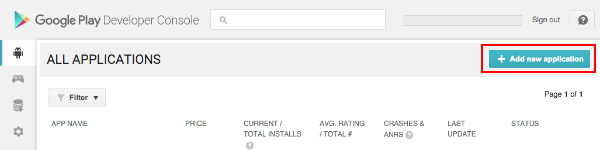 Google Play Developer Console
Sign out
ALL APPLICATIONS
+ Add new application
Filter
Page 1 of 1
APP NAME
PRICE
CURRENT /
TOTAL INSTALLS
?
AVG. RATING
/ TOTAL #
CRASHES &
ANRS ?
LAST
UPDATE
STATUS